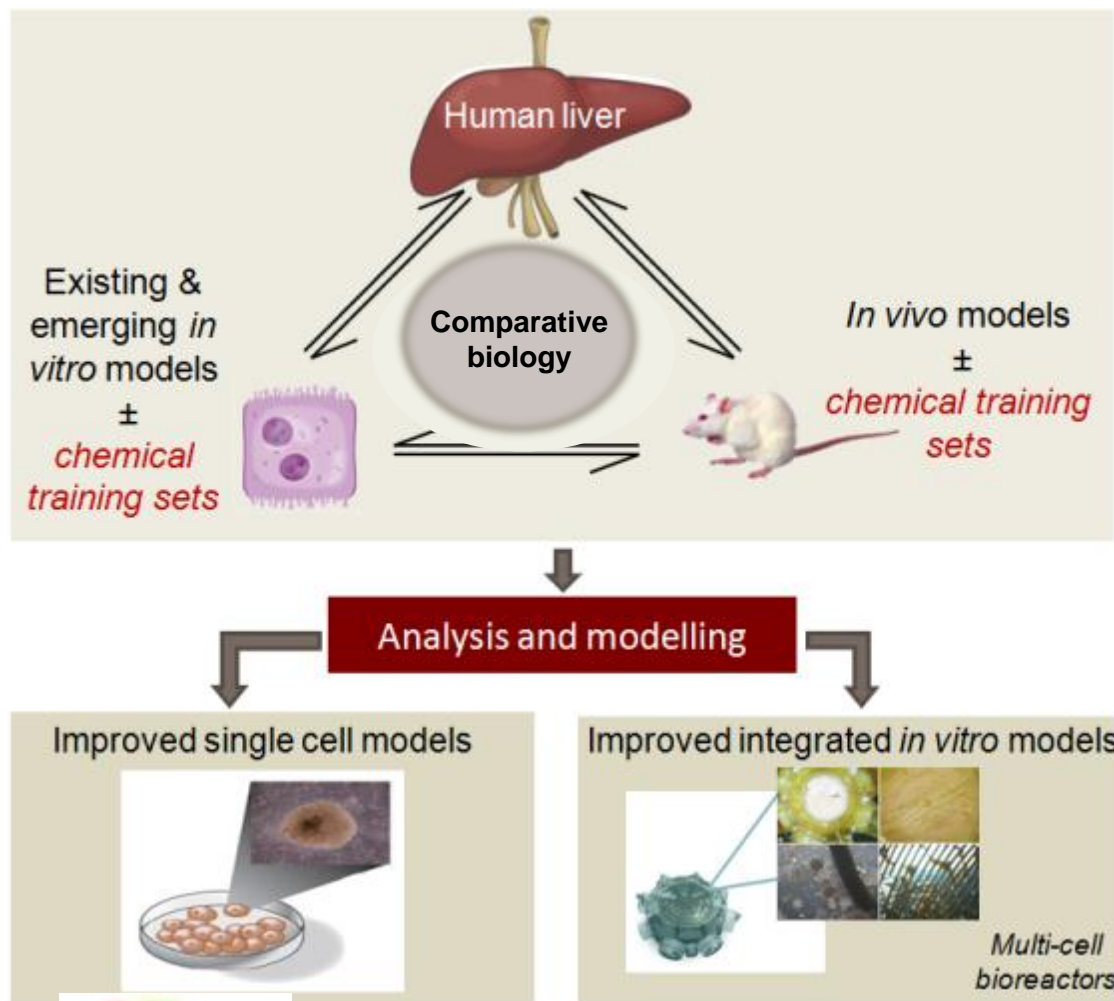 Human liver
Existing &
emerging in
vitro models
±
chemical
training sets
Comparative
biology
In vivo models
±
chemical training
sets
Analysis and modelling
Improved single cell models
Improved integrated in vitro models
Multi-cell
bioreactors